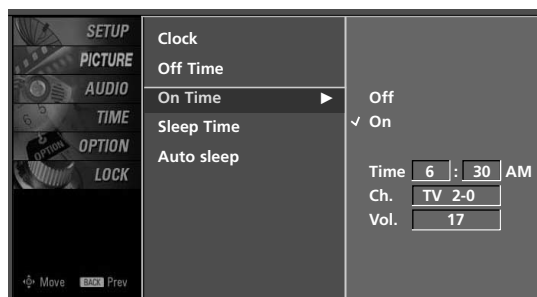 SETUP
PICTURE
AUDIO
TIME
OPTION
LOCK
Move BACK Prev
Clock
Off Time
On Time ►
Sleep Time
Auto sleep
Off
✓ On
Time 6 : 30 AM
Ch. TV 2-0
Vol. 17